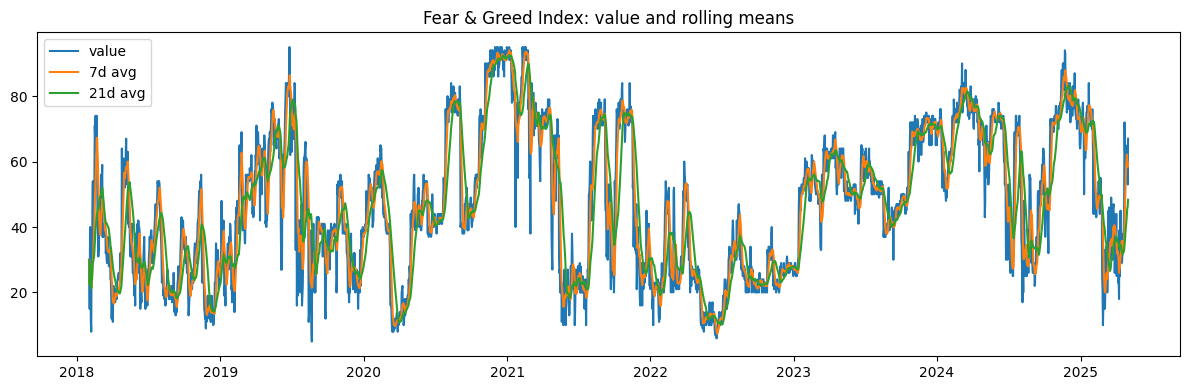 Fear & Greed Index: value and rolling means
value
7d avg
21d avg
80
60
40
20
2018 2019 2020 2021 2022 2023 2024 2025